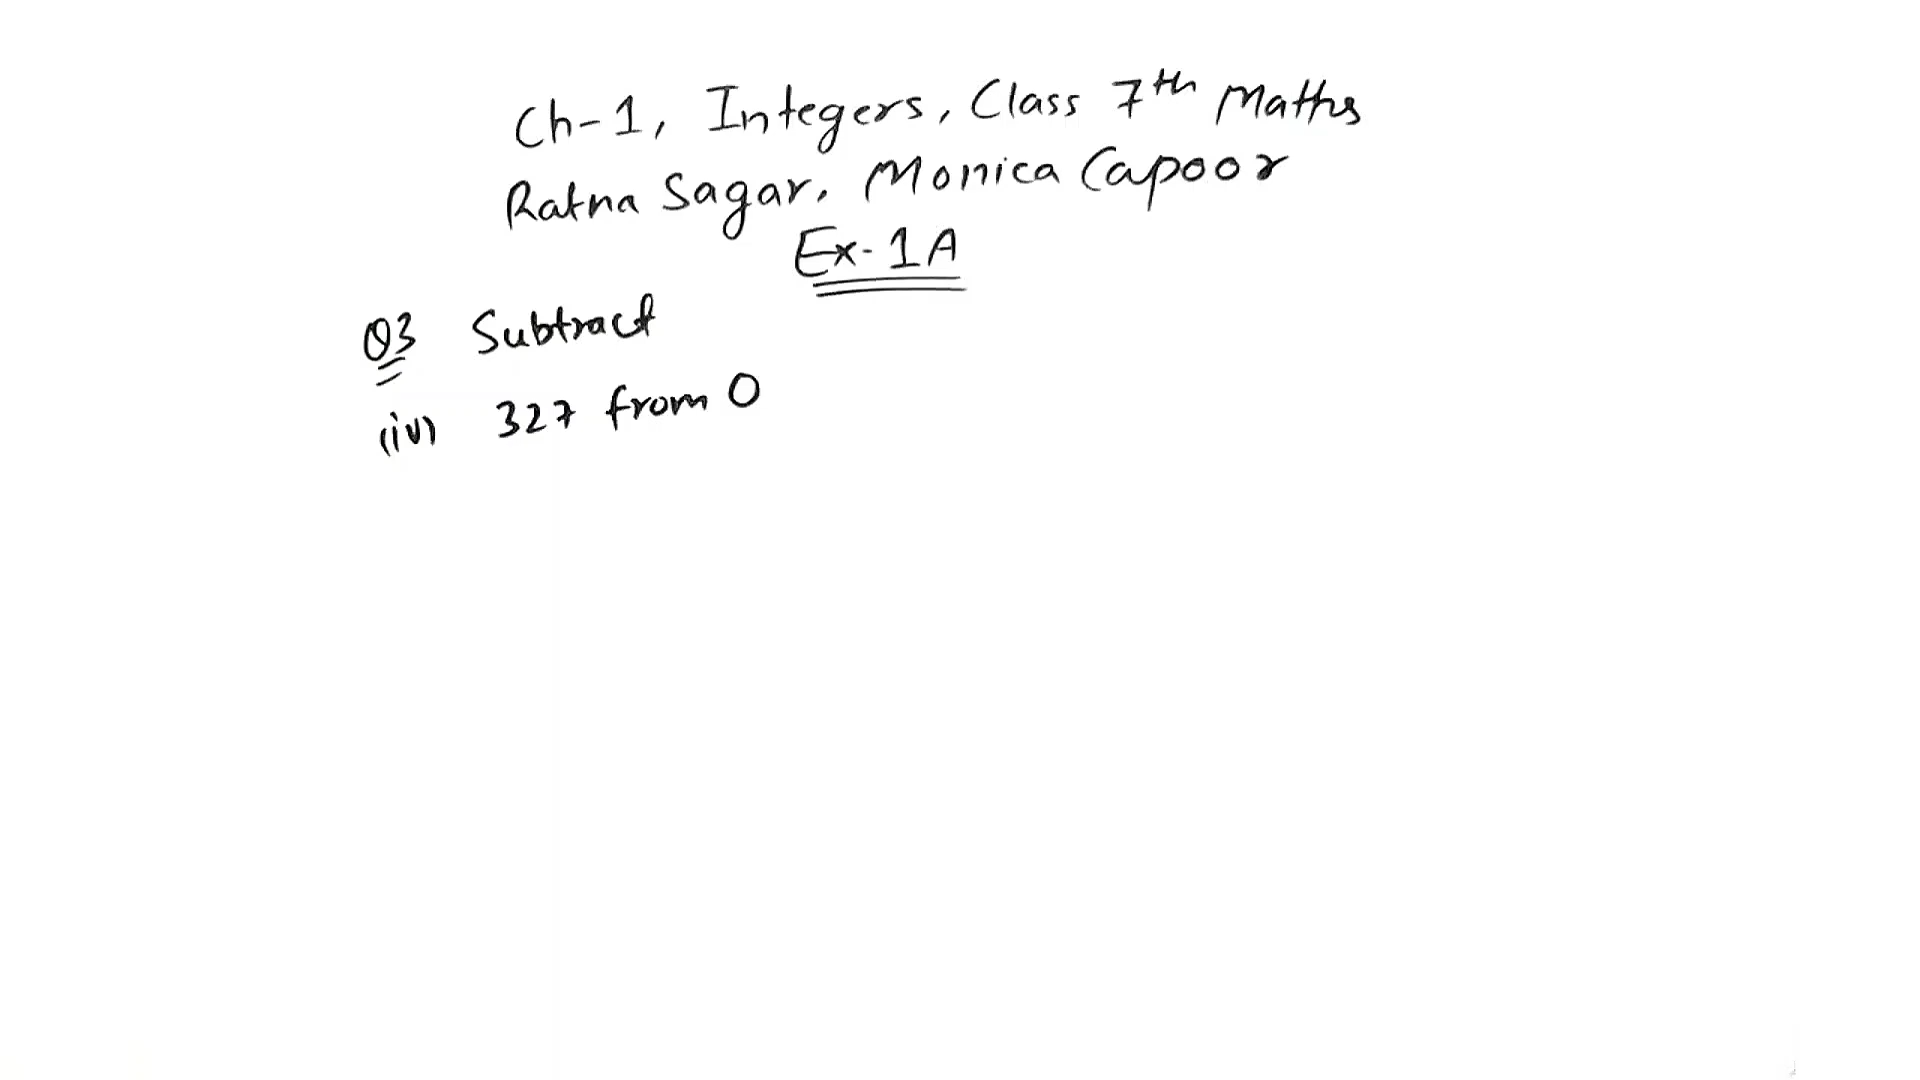 Ch-1, Integers, Class 7th Maths
Ratna Sagar, Monica Capoor
Ex-1A
Q3 Subtract
(iv) 327 from 0